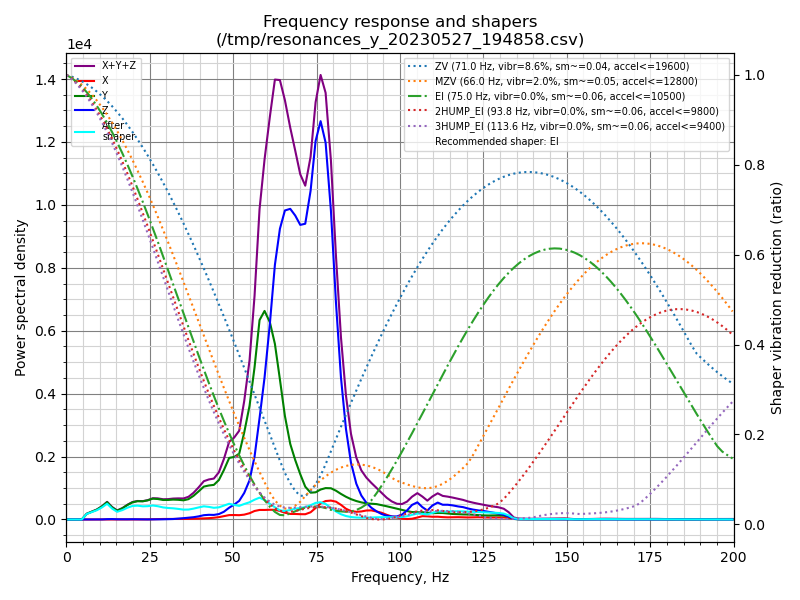 Frequency response and shapers
(/tmp/resonances_y_20230527_194858.csv)
1e4
X+Y+Z
X
Y
Z
After
shaper
ZV (71.0 Hz, vibr=8.6%, sm~=0.04, accel<=19600)
MZV (66.0 Hz, vibr=2.0%, sm~=0.05, accel<=12800)
EI (75.0 Hz, vibr=0.0%, sm~=0.06, accel<=10500)
2HUMP_EI (93.8 Hz, vibr=0.0%, sm~=0.06, accel<=9800)
3HUMP_EI (113.6 Hz, vibr=0.0%, sm~=0.06, accel<=9400)
Recommended shaper: EI
Power spectral density
1.4
1.2
1.0
0.8
0.6
0.4
0.2
0.0
1.0
0.8
0.6
0.4
0.2
0.0
Shaper vibration reduction (ratio)
0 25 50 75 100 125 150 175 200
Frequency, Hz